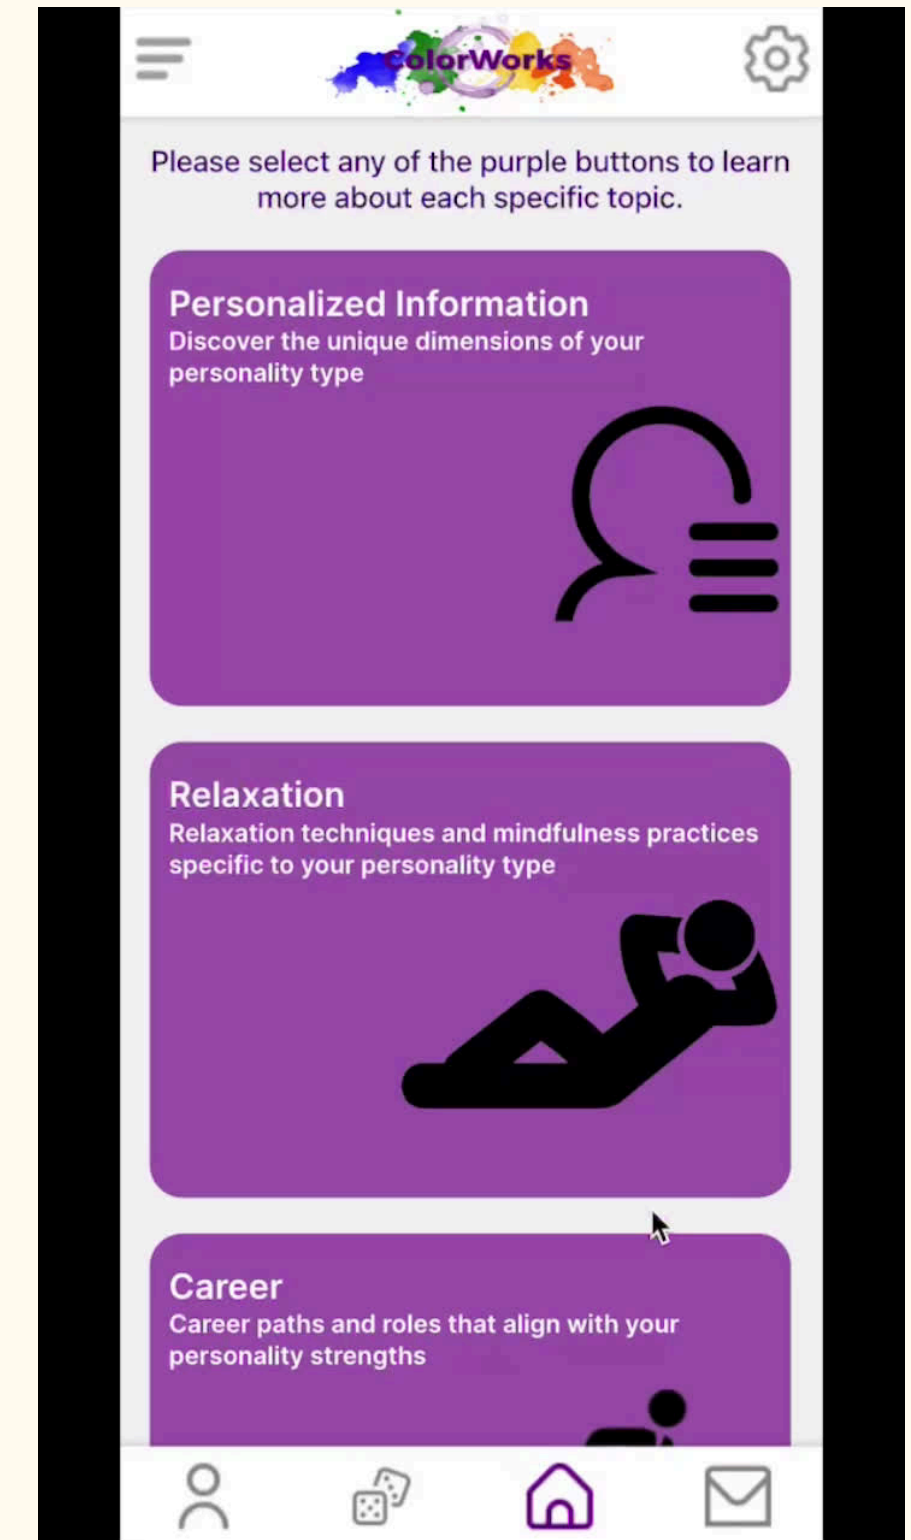 ColorWorks
Please select any of the purple buttons to learn
more about each specific topic.
Personalized Information
Discover the unique dimensions of your
personality type
Relaxation
Relaxation techniques and mindfulness practices
specific to your personality type
Career
Career paths and roles that align with your
personality strengths